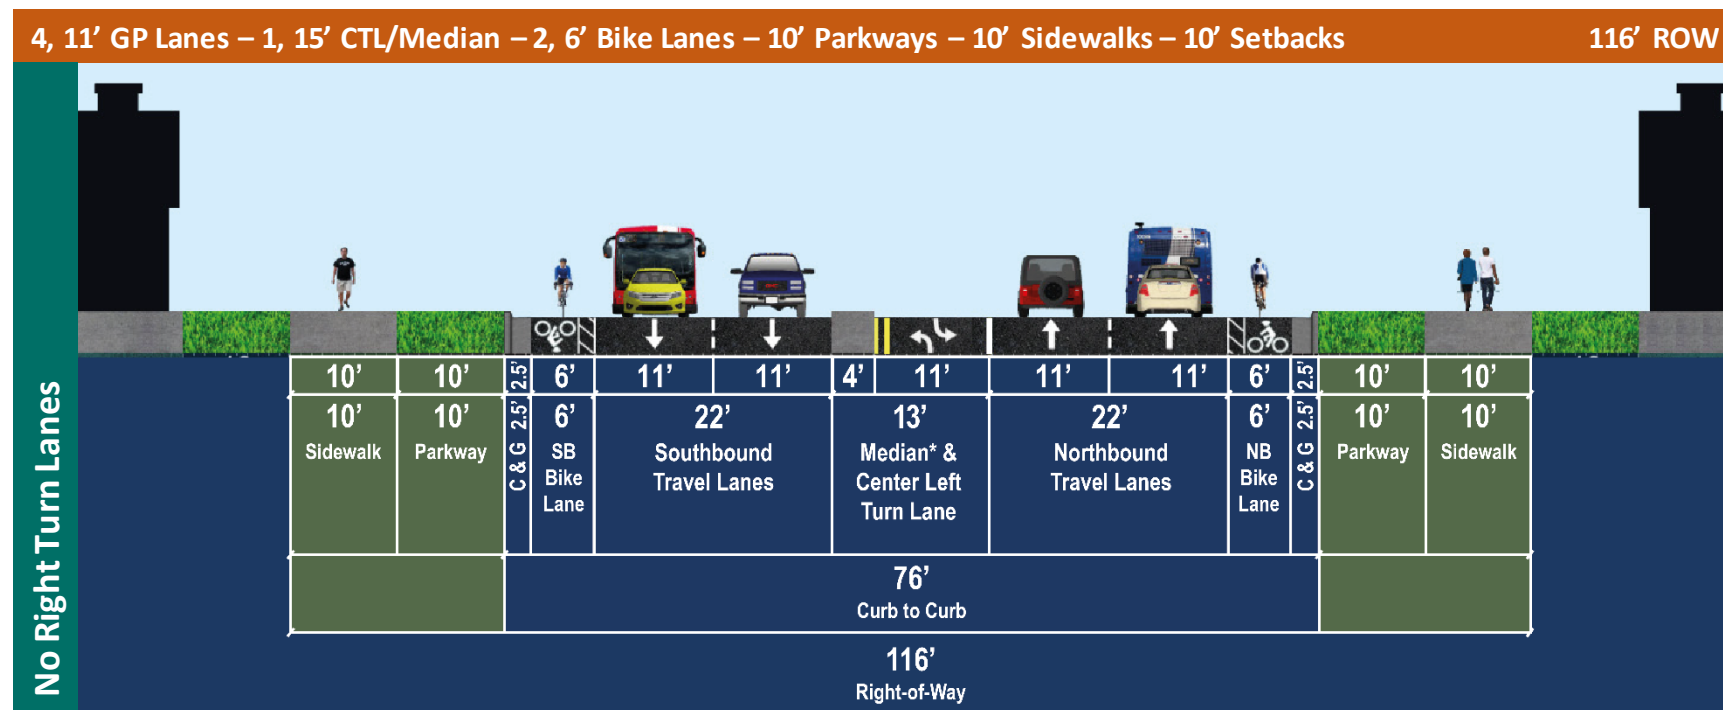 4, 11’ GP Lanes – 1, 15’ CTL/Median – 2, 6’ Bike Lanes – 10’ Parkways – 10’ Sidewalks – 10’ Setbacks 116’ ROW
No Right Turn Lanes
10’ 10’ 2.5’ 6’ 11’ 11’ 4’ 11’ 11’ 11’ 6’ 2.5’ 10’ 10’
10’
Sidewalk
10’
Parkway
C & G 2.5’
6’
SB
Bike
Lane
22’
Southbound
Travel Lanes
13’
Median* &
Center Left
Turn Lane
22’
Northbound
Travel Lanes
6’
NB
Bike
Lane
C & G 2.5’
10’
Parkway
10’
Sidewalk
76’
Curb to Curb
116’
Right-of-Way